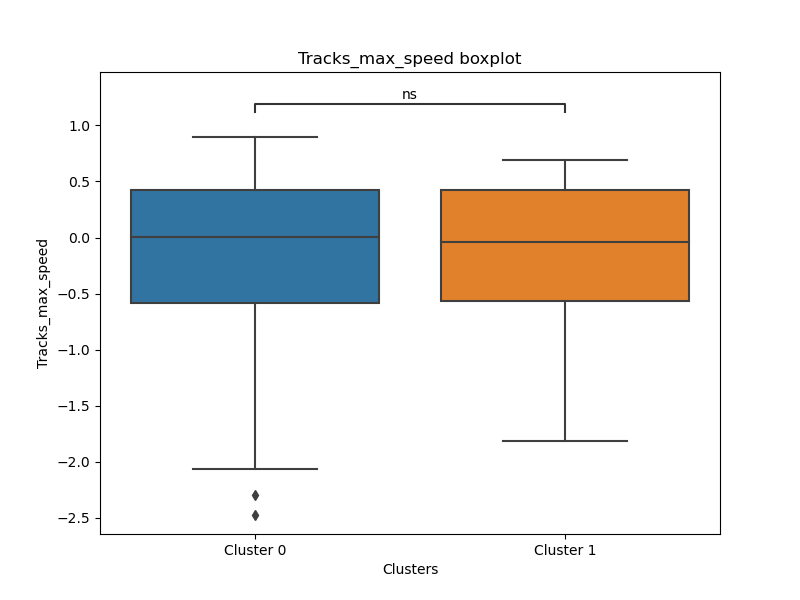 Tracks_max_speed boxplot
ns
1.0
0.5
0.0
−0.5
−1.0
−1.5
−2.0
−2.5
Tracks_max_speed
Cluster 0
Cluster 1
Clusters